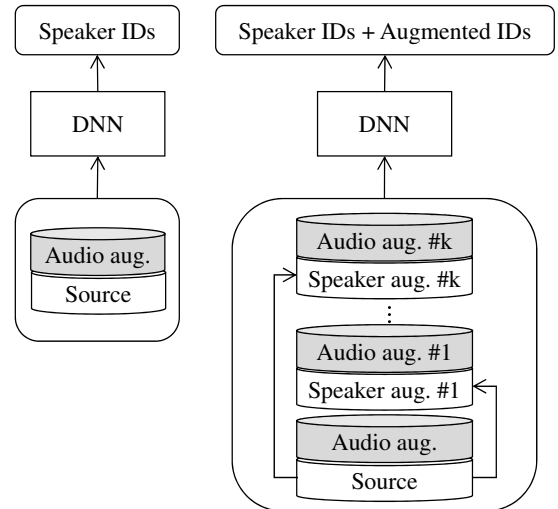 Speaker IDs
DNN
Audio aug.
Source
Speaker IDs + Augmented IDs
DNN
Audio aug. #k
Speaker aug. #k
Audio aug. #1
Speaker aug. #1
Audio aug.
Source